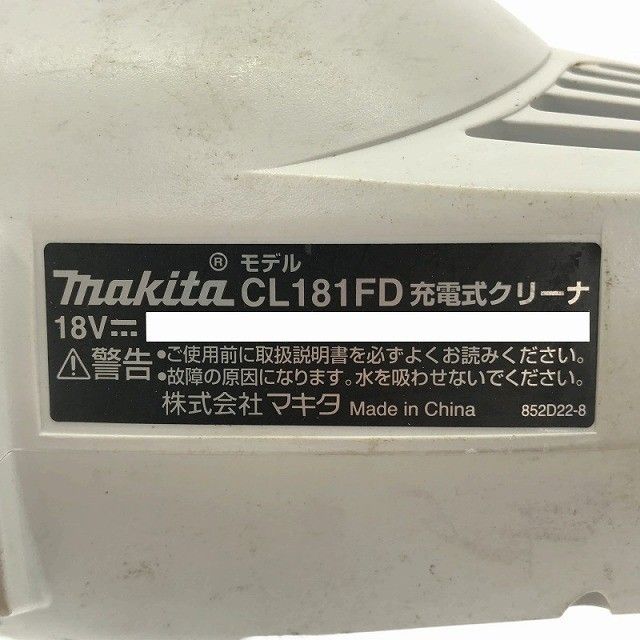 モデル
makita® CL181FD 充電式クリーナ
18V⎓
⚠警告 •ご使用前に取扱説明書を必ずよくお読みください。
•故障の原因になります。水を吸わせないでください。
株式会社 マキタ Made in China 852D22-8